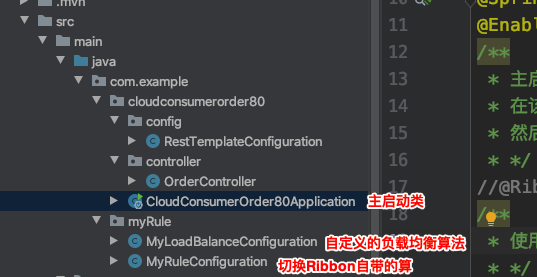 .mvn
src
main
java
com.example
cloudconsumerorder80
config
RestTemplateConfiguration
controller
OrderController
CloudConsumerOrder80Application 主启动类
myRule
MyLoadBalanceConfiguration 自定义的负载均衡算法
MyRuleConfiguration 切换Ribbon自带的算
@Spri
11 @Enabl
12 /**
13 * 主启
14 * 在该
15 * 然后
16 * */
17 //@Rib
18 /**
19 * 使用
20 * */